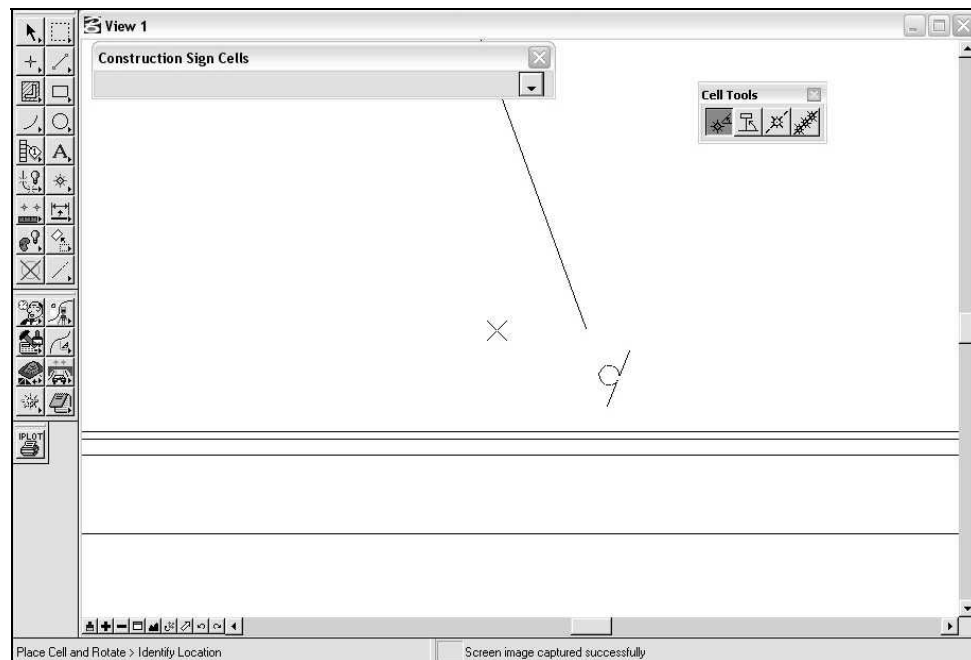 View 1
Construction Sign Cells
Cell Tools
A
IPLOT
Place Cell and Rotate > Identify Location
Screen image captured successfully